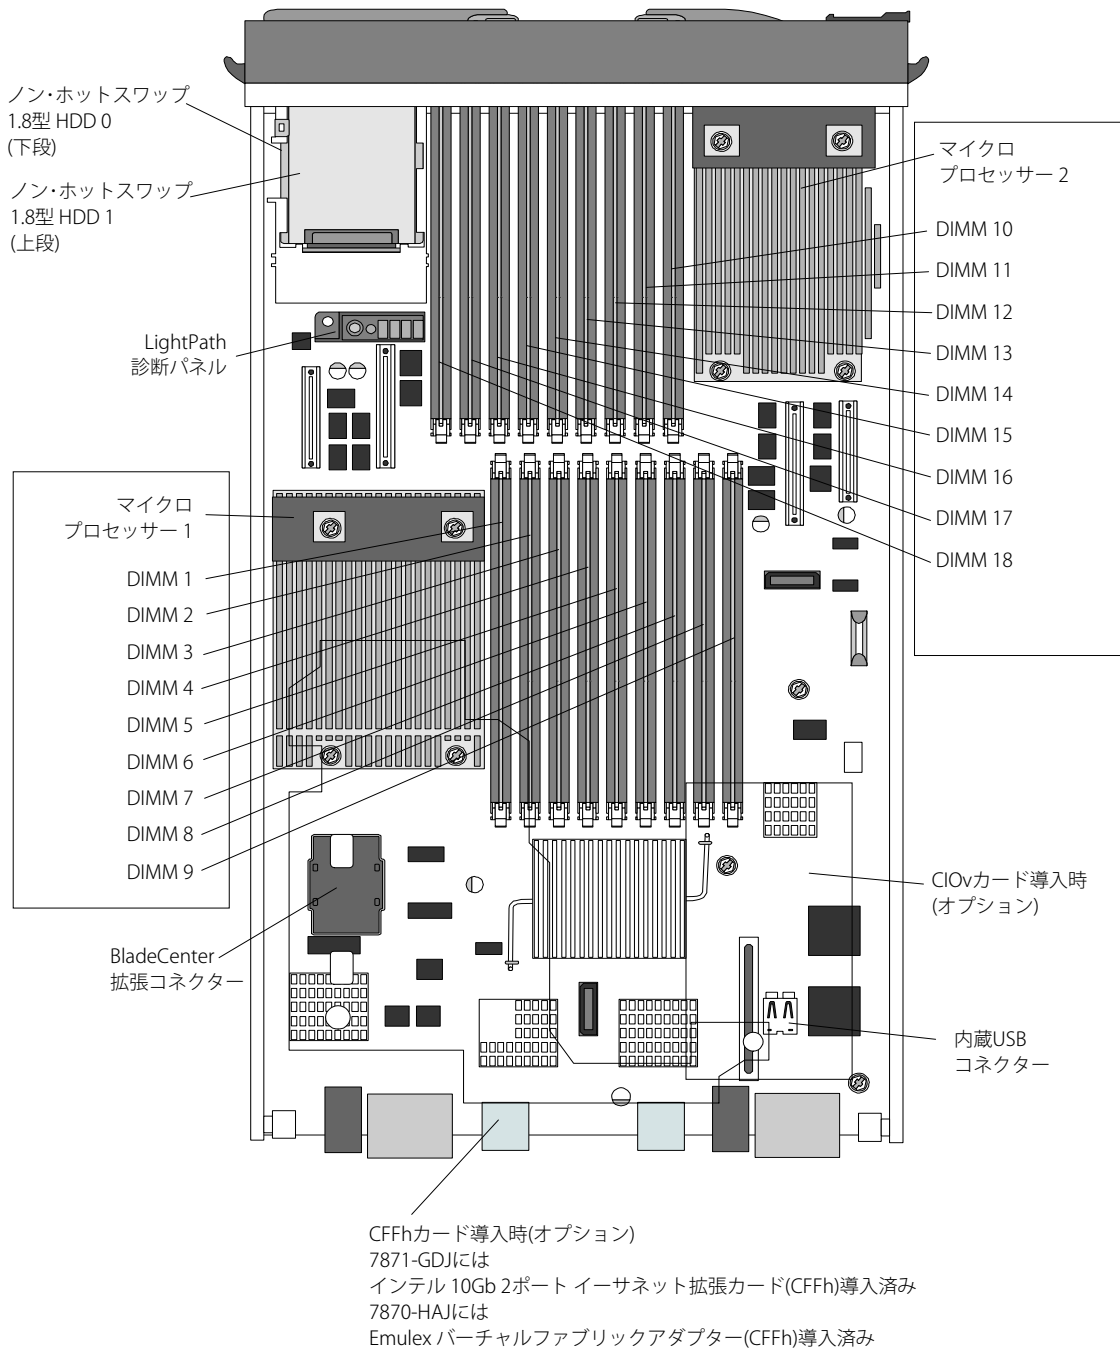 ノン・ホットスワップ
1.8型 HDD 0
(下段)
ノン・ホットスワップ
1.8型 HDD 1
(上段)
LightPath
診断パネル
マイクロ
プロセッサー 1
DIMM 1
DIMM 2
DIMM 3
DIMM 4
DIMM 5
DIMM 6
DIMM 7
DIMM 8
DIMM 9
BladeCenter
拡張コネクター
マイクロ
プロセッサー 2
DIMM 10
DIMM 11
DIMM 12
DIMM 13
DIMM 14
DIMM 15
DIMM 16
DIMM 17
DIMM 18
CIOvカード導入時
(オプション)
内蔵USB
コネクター
CFFhカード導入時(オプション)
7871-GDJには
インテル 10Gb 2ポート イーサネット拡張カード(CFFh)導入済み
7870-HAJには
Emulex バーチャルファブリックアダプター(CFFh)導入済み